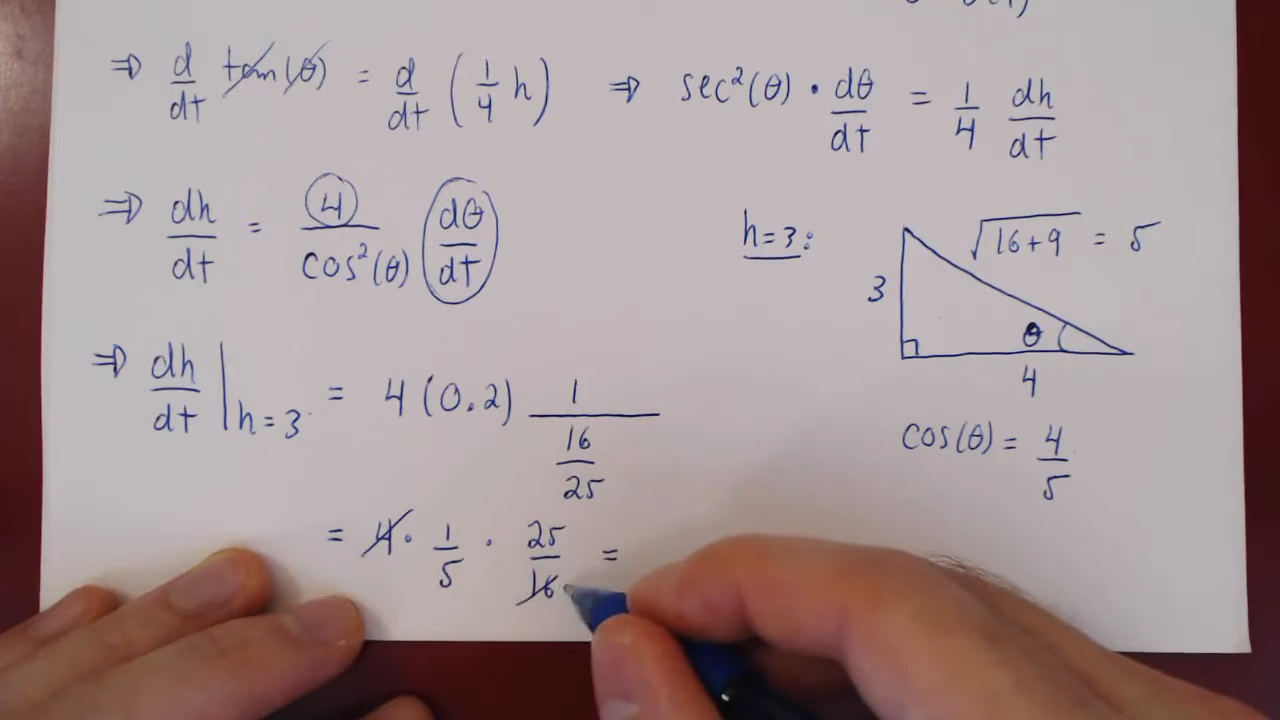 ⇒ d/dt tan(θ) = d/dt (1/4 h) ⇒ sec²(θ) · dθ/dt = 1/4 dh/dt
⇒ dh/dt = 4/cos²(θ) dθ/dt
h=3:
√16+9 = 5
3
θ
4
⇒ dh/dt |h=3 = 4(0.2) 1/(16/25)
cos(θ) = 4/5
= 4 · 1/5 · 25/16 =